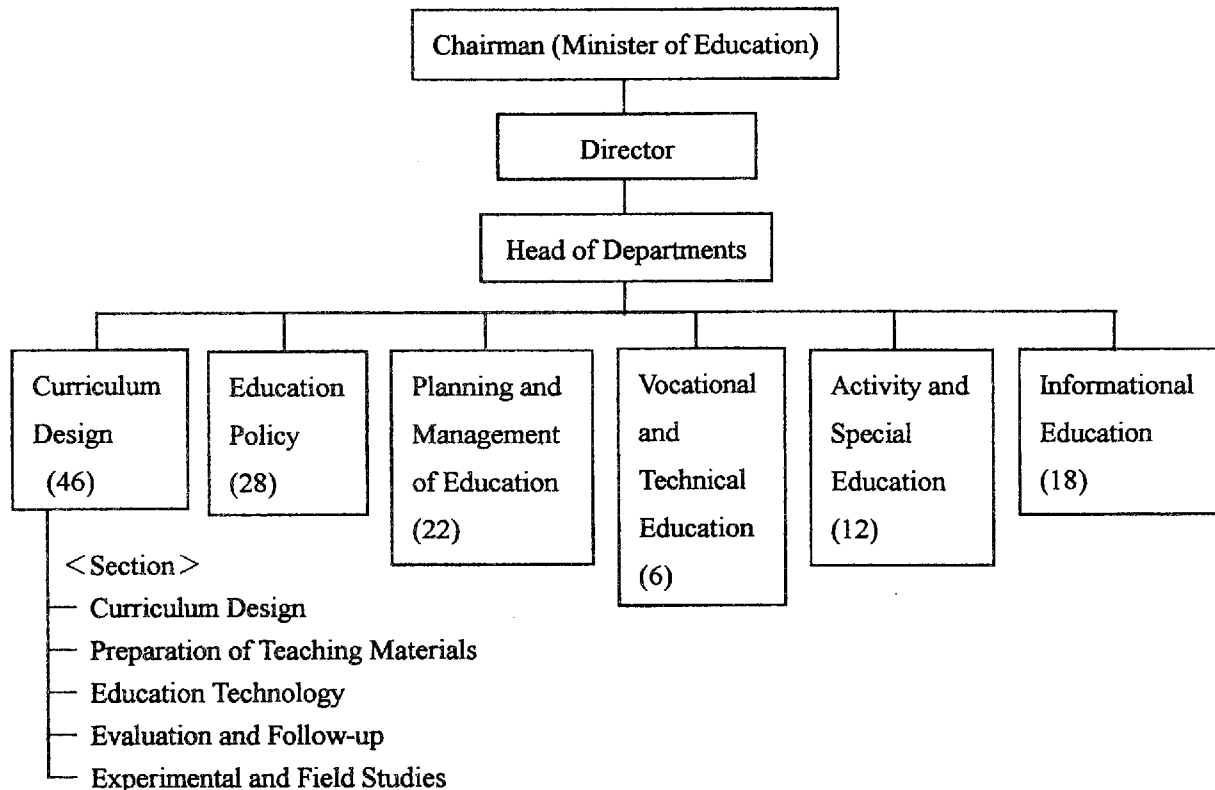 Chairman (Minister of Education)
Director
Head of Departments
Curriculum
Design
(46)
Education
Policy
(28)
Planning and
Management
of Education
(22)
Vocational
and
Technical
Education
(6)
Activity and
Special
Education
(12)
Informational
Education
(18)
<Section>
Curriculum Design
Preparation of Teaching Materials
Education Technology
Evaluation and Follow-up
Experimental and Field Studies